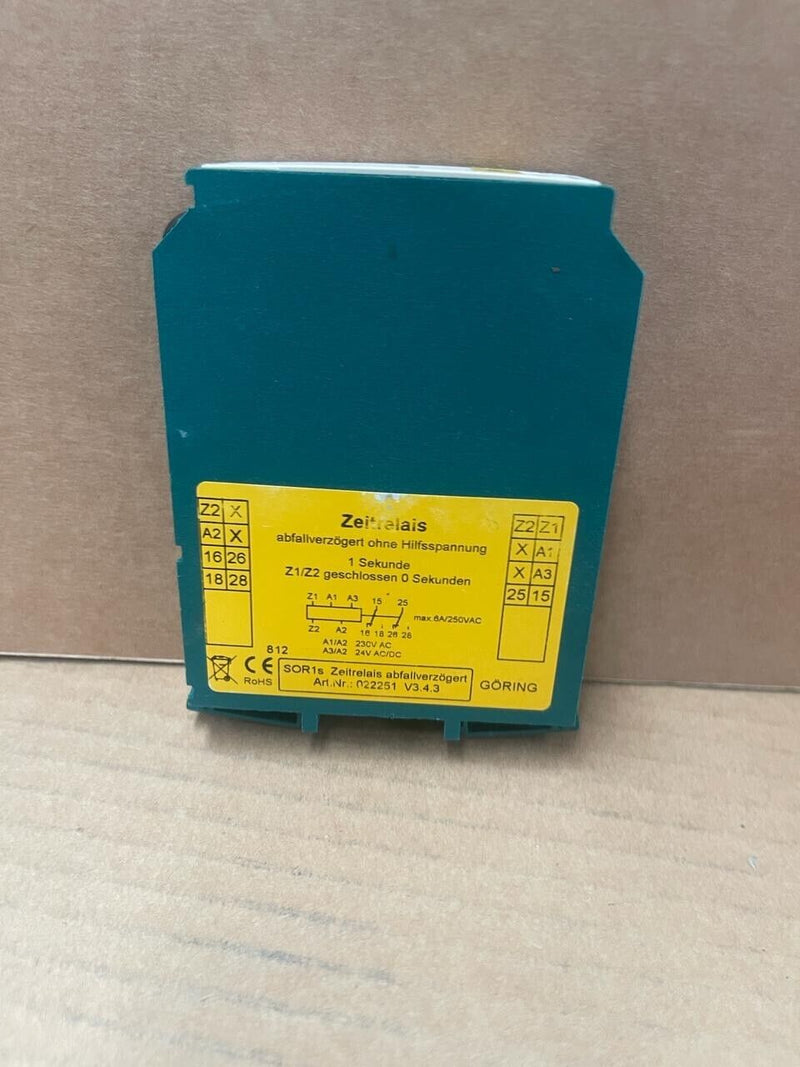 Z2 X
A2 X
16 26
18 28
Zeitrelais
abfallverzögert ohne Hilfsspannung
1 Sekunde
Z1/Z2 geschlossen 0 Sekunden
Z1 A1 A3 15 25
max.6A/250VAC
Z2 A2 16 18 26 28
A1/A2 230V AC
A3/A2 24V AC/DC
Z2 Z1
X A1
X A3
25 15
812
CE
RoHS
SOR1s Zeitrelais abfallverzögert
Art.Nr.: 022251 V3.4.3
GÖRING